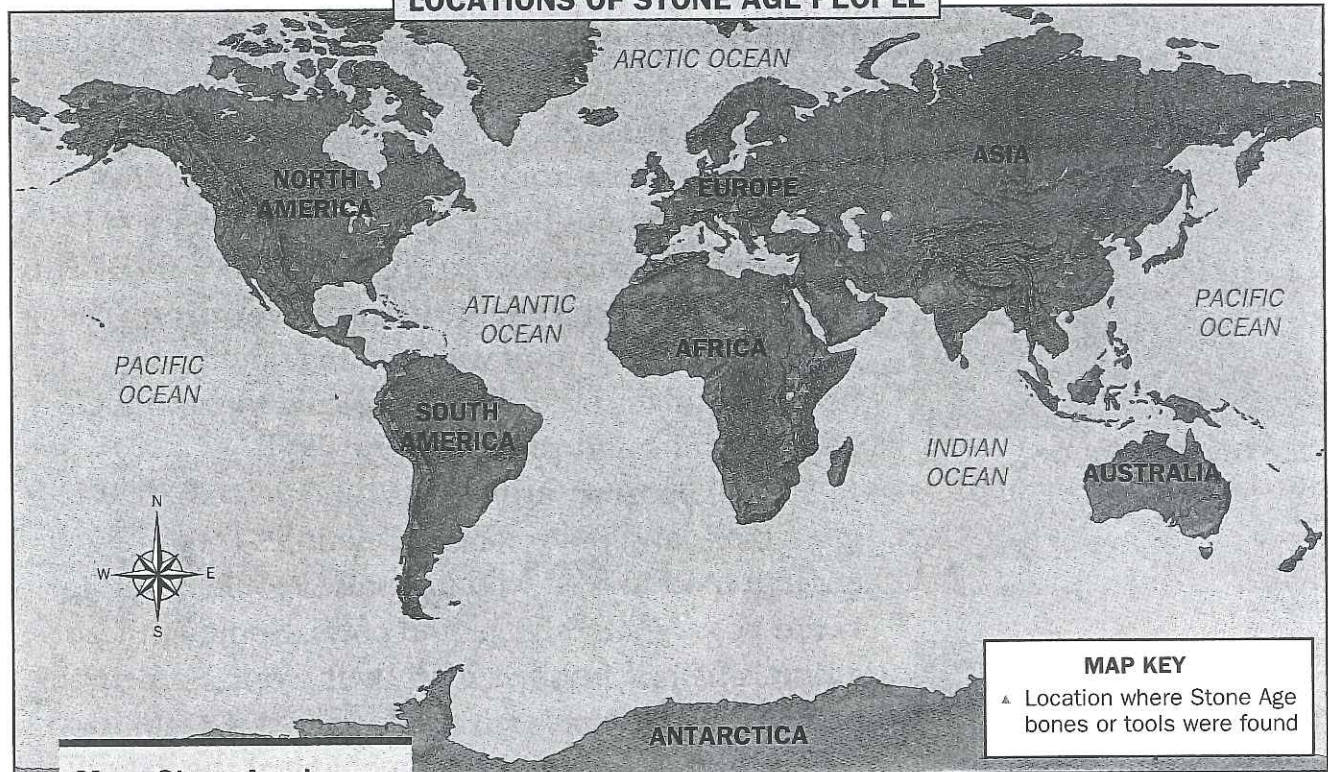 LOCATIONS OF STONE AGE PEOPLE
ARCTIC OCEAN
NORTH
AMERICA
EUROPE
ASIA
ATLANTIC
OCEAN
PACIFIC
OCEAN
AFRICA
PACIFIC
OCEAN
SOUTH
AMERICA
INDIAN
OCEAN
AUSTRALIA
N
W E
S
ANTARCTICA
MAP KEY
Location where Stone Age
bones or tools were found